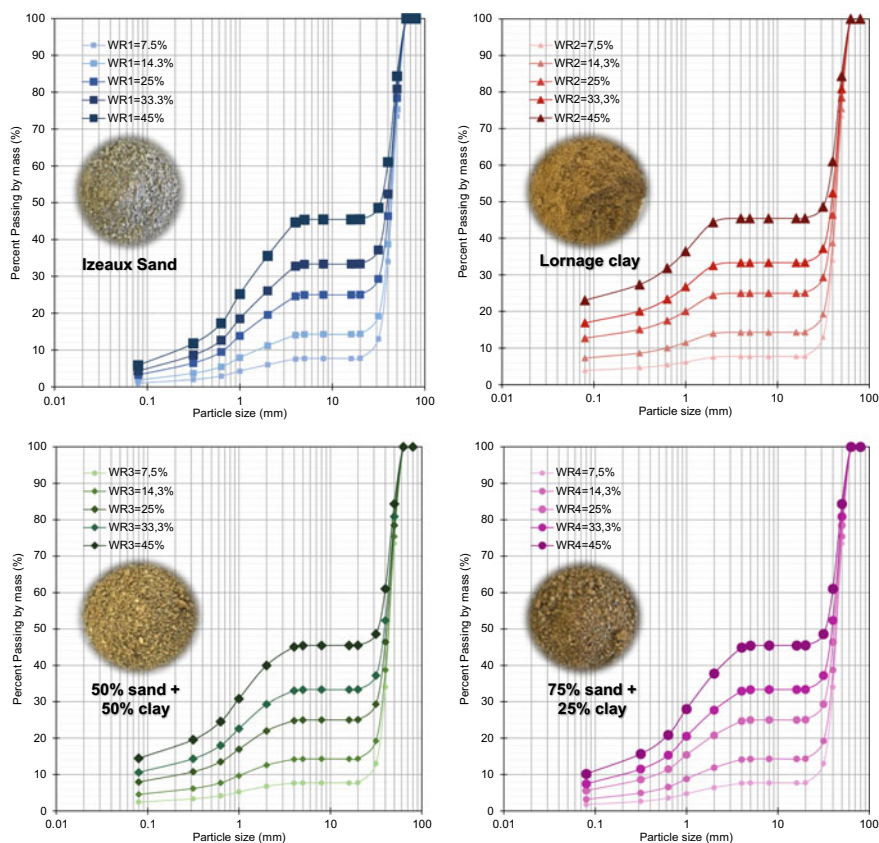 100
90
80
70
60
50
40
30
20
10
0
Percent Passing by mass (%)
WR1=7.5%
WR1=14.3%
WR1=25%
WR1=33.3%
WR1=45%
Izeaux Sand
0.01
0.1
1
10
100
Particle size (mm)
100
90
80
70
60
50
40
30
20
10
0
Percent Passing by mass (%)
WR2=7,5%
WR2=14,3%
WR2=25%
WR2=33,3%
WR2=45%
Lornage clay
0.01
0.1
1
10
100
Particle size (mm)
100
90
80
70
60
50
40
30
20
10
0
Percent Passing by mass (%)
WR3=7,5%
WR3=14,3%
WR3=25%
WR3=33,3%
WR3=45%
50% sand +
50% clay
0.01
0.1
1
10
100
Particle size (mm)
100
90
80
70
60
50
40
30
20
10
0
Percent Passing by mass (%)
WR4=7,5%
WR4=14,3%
WR4=25%
WR4=33,3%
WR4=45%
75% sand +
25% clay
0.01
0.1
1
10
100
Particle size (mm)